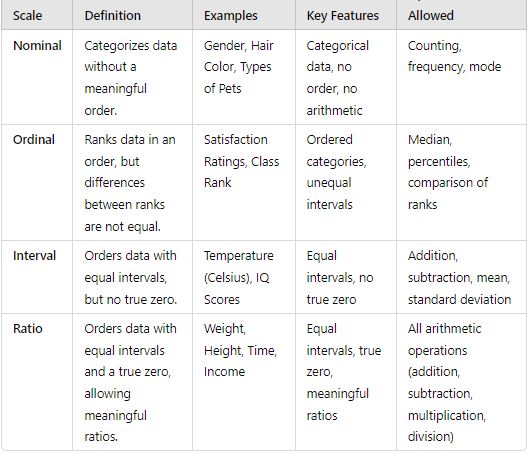 Scale Definition Examples Key Features Allowed
Nominal Categorizes data Gender, Hair Categorical Counting,
without a Color, Types data, no frequency, mode
meaningful of Pets order, no
order. arithmetic
Ordinal Ranks data in an Satisfaction Ordered Median,
order, but Ratings, Class categories, percentiles,
differences Rank unequal comparison of
between ranks intervals ranks
are not equal.
Interval Orders data with Temperature Equal Addition,
equal intervals, (Celsius), IQ intervals, no subtraction, mean,
but no true zero. Scores true zero standard deviation
Ratio Orders data with Weight, Equal All arithmetic
equal intervals Height, Time, intervals, true operations
and a true zero, Income zero, (addition,
allowing meaningful subtraction,
meaningful ratios multiplication,
ratios. division)